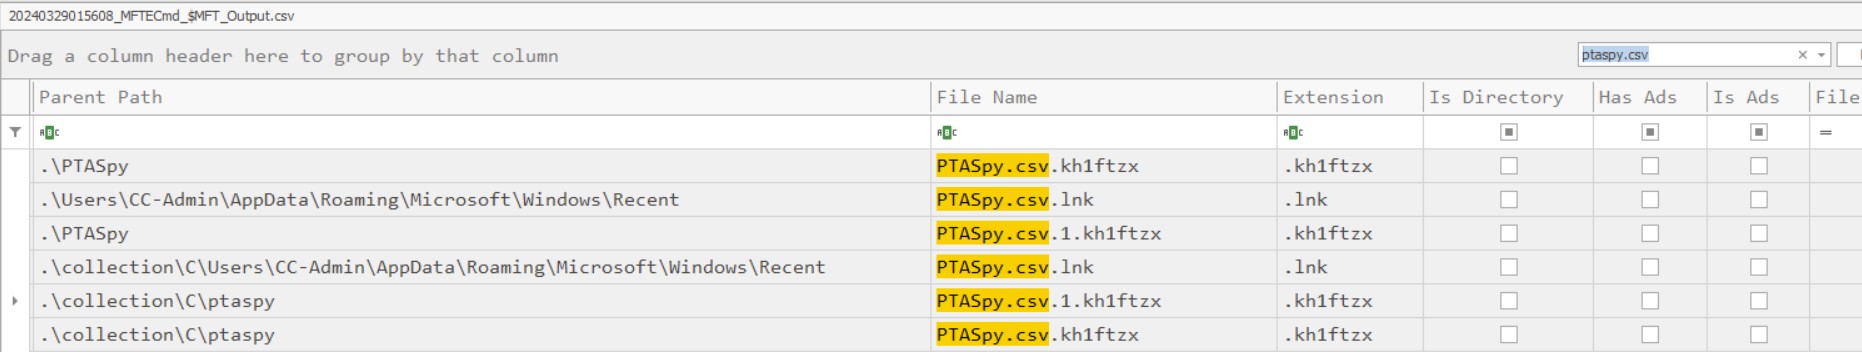 20240329015608_MFTECmd_$MFT_Output.csv
Drag a column header here to group by that column ptaspy.csv
Parent Path File Name Extension Is Directory Has Ads Is Ads File
.\PTASpy PTASpy.csv.kh1ftzx .kh1ftzx
.\Users\CC-Admin\AppData\Roaming\Microsoft\Windows\Recent PTASpy.csv.lnk .lnk
.\PTASpy PTASpy.csv.1.kh1ftzx .kh1ftzx
.\collection\C\Users\CC-Admin\AppData\Roaming\Microsoft\Windows\Recent PTASpy.csv.lnk .lnk
.\collection\C\ptaspy PTASpy.csv.1.kh1ftzx .kh1ftzx
.\collection\C\ptaspy PTASpy.csv.kh1ftzx .kh1ftzx